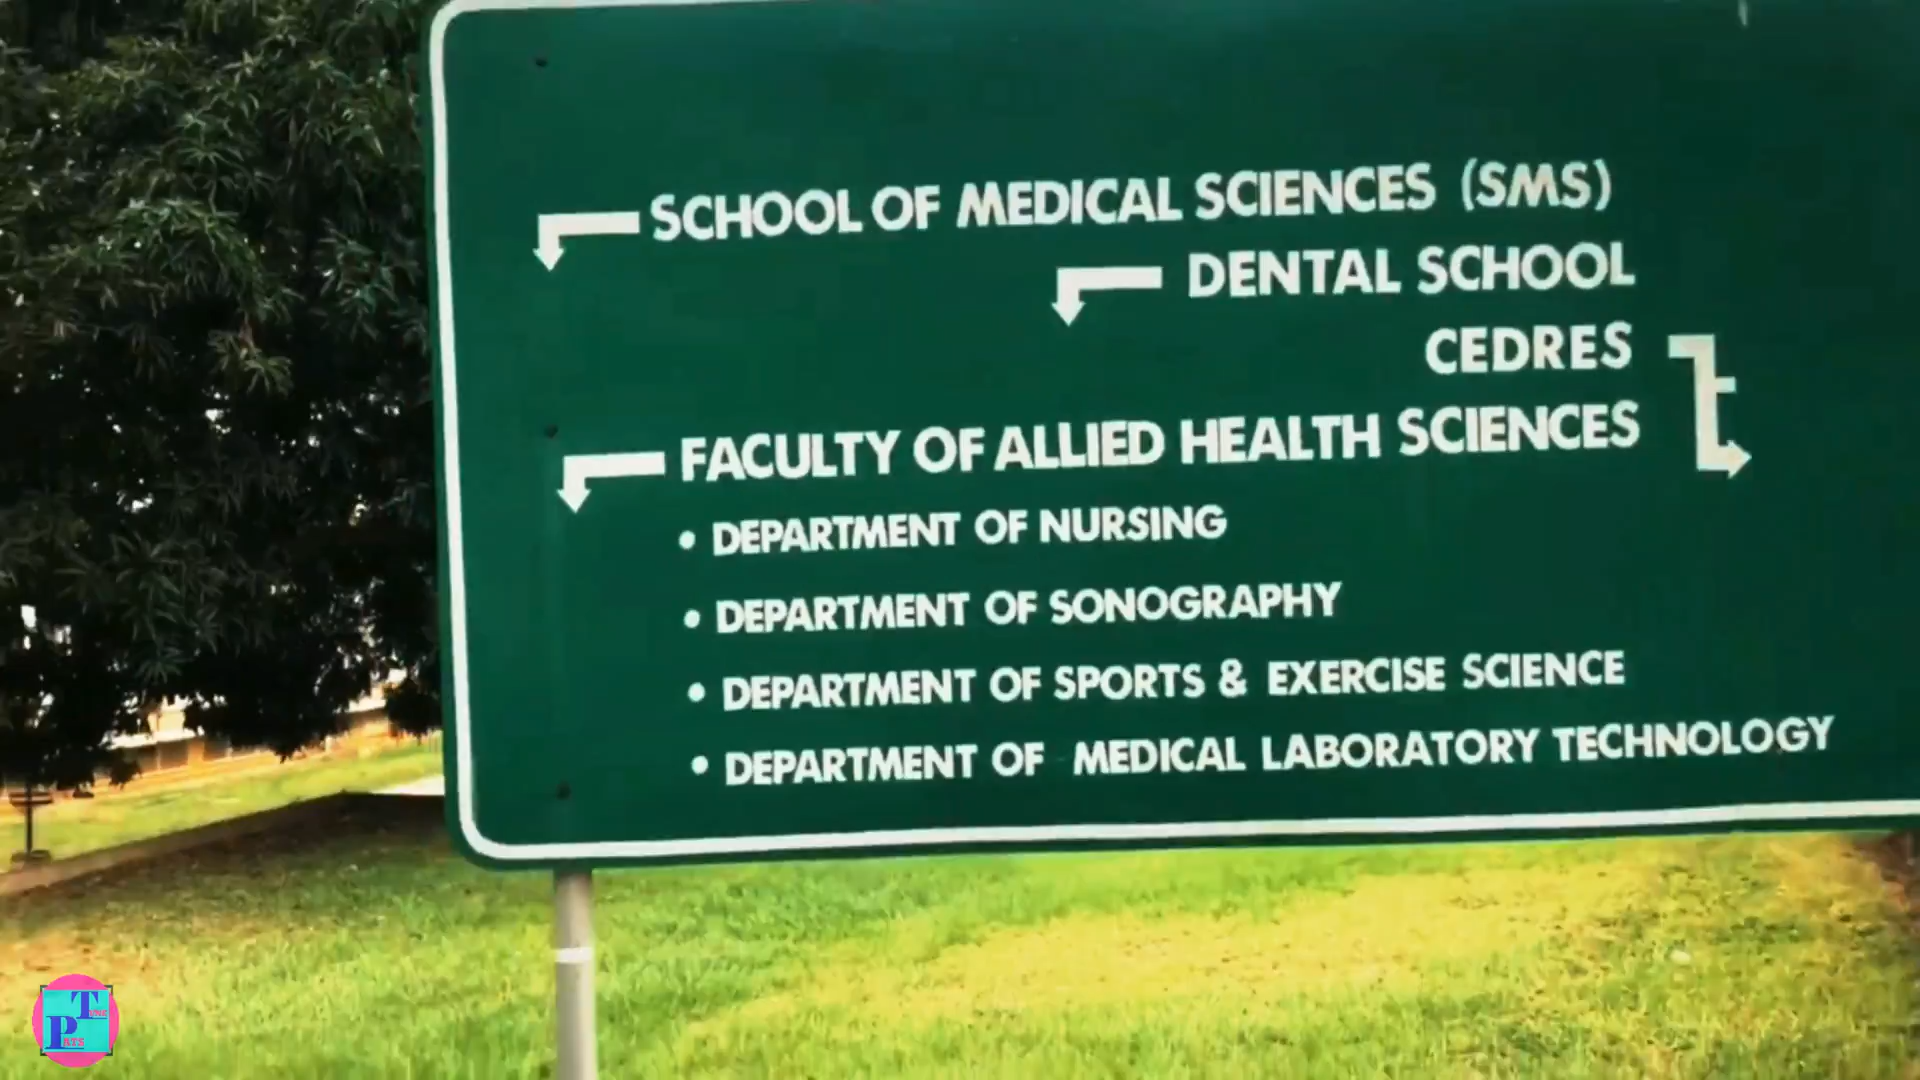 SCHOOL OF MEDICAL SCIENCES (SMS)
DENTAL SCHOOL
CEDRES
FACULTY OF ALLIED HEALTH SCIENCES
• DEPARTMENT OF NURSING
• DEPARTMENT OF SONOGRAPHY
• DEPARTMENT OF SPORTS & EXERCISE SCIENCE
• DEPARTMENT OF MEDICAL LABORATORY TECHNOLOGY